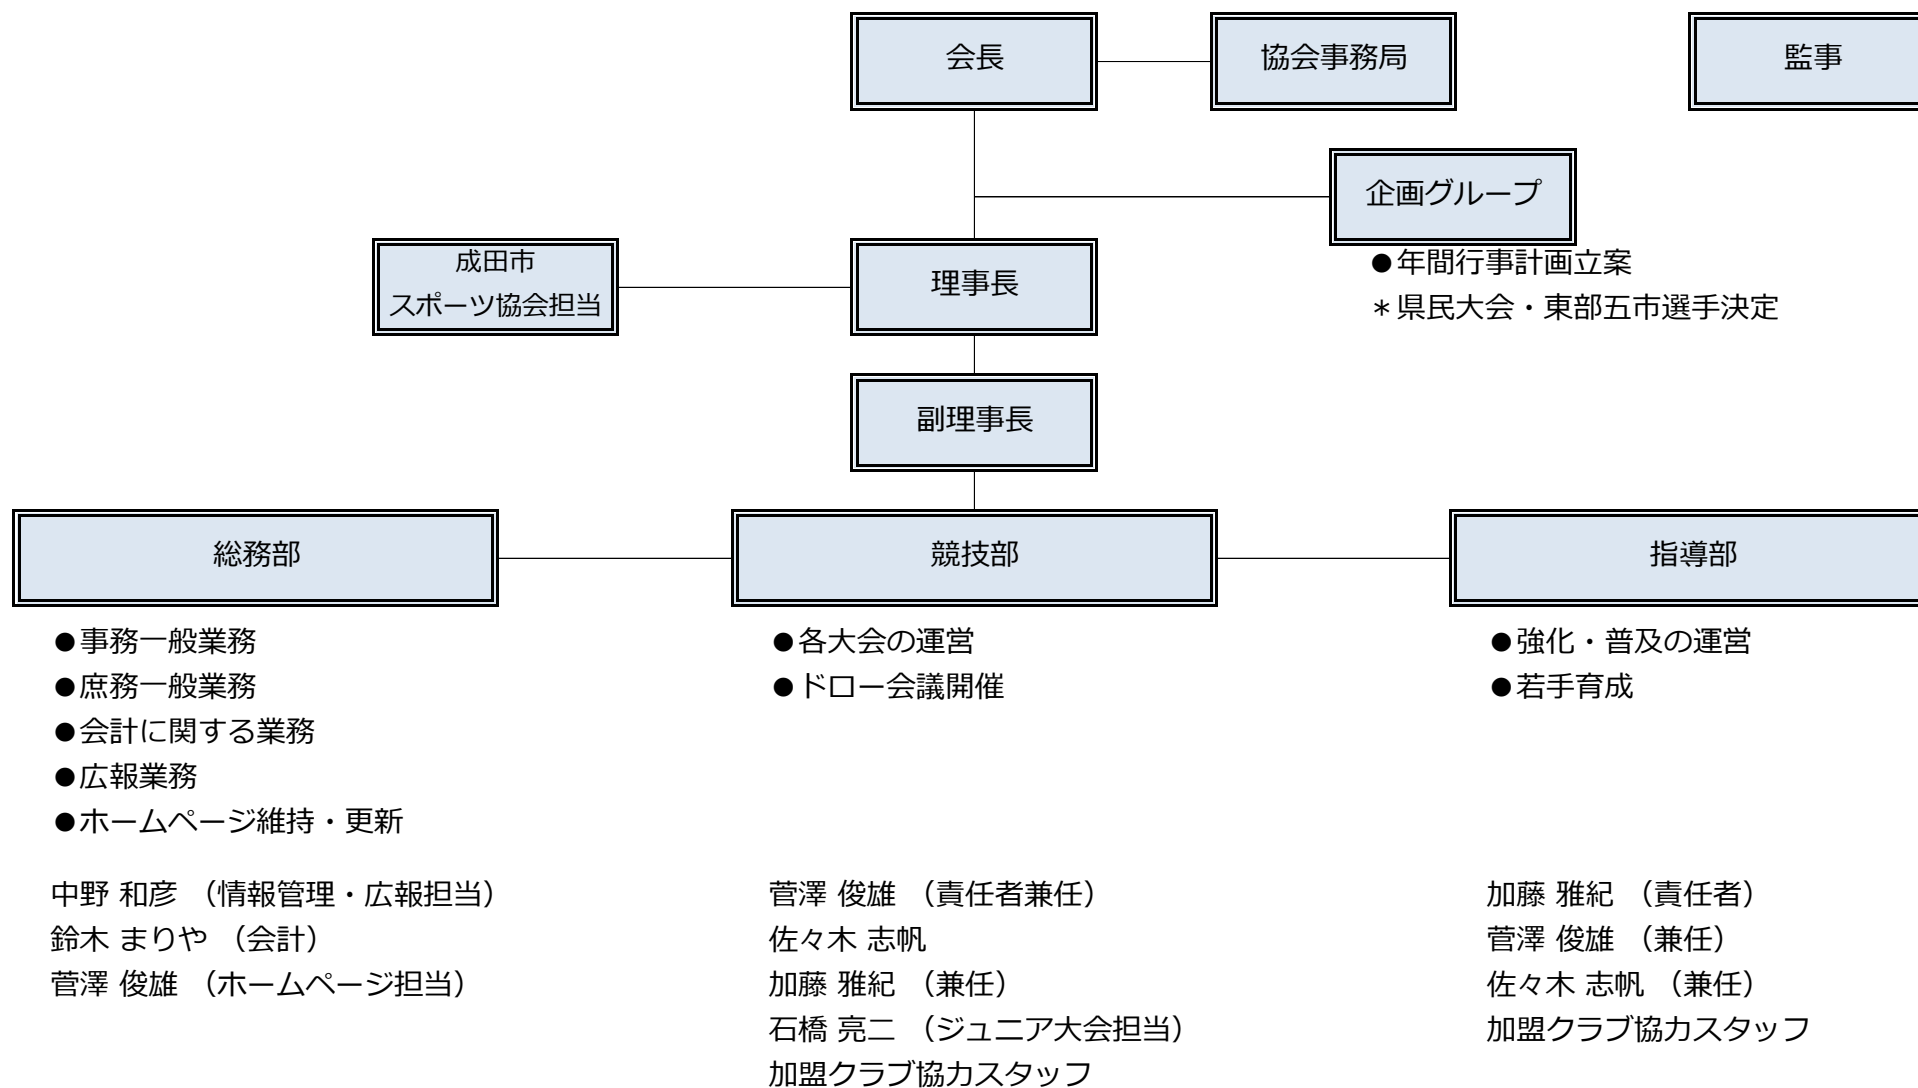 会長
協会事務局
監事
企画グループ
●年間行事計画立案
＊県民大会・東部五市選手決定
成田市
スポーツ協会担当
理事長
副理事長
総務部
●事務一般業務
●庶務一般業務
●会計に関する業務
●広報業務
●ホームページ維持・更新
中野 和彦 （情報管理・広報担当）
鈴木 まりや （会計）
菅澤 俊雄 （ホームページ担当）
競技部
●各大会の運営
●ドロー会議開催
菅澤 俊雄 （責任者兼任）
佐々木 志帆
加藤 雅紀 （兼任）
石橋 亮二 （ジュニア大会担当）
加盟クラブ協力スタッフ
指導部
●強化・普及の運営
●若手育成
加藤 雅紀 （責任者）
菅澤 俊雄 （兼任）
佐々木 志帆 （兼任）
加盟クラブ協力スタッフ